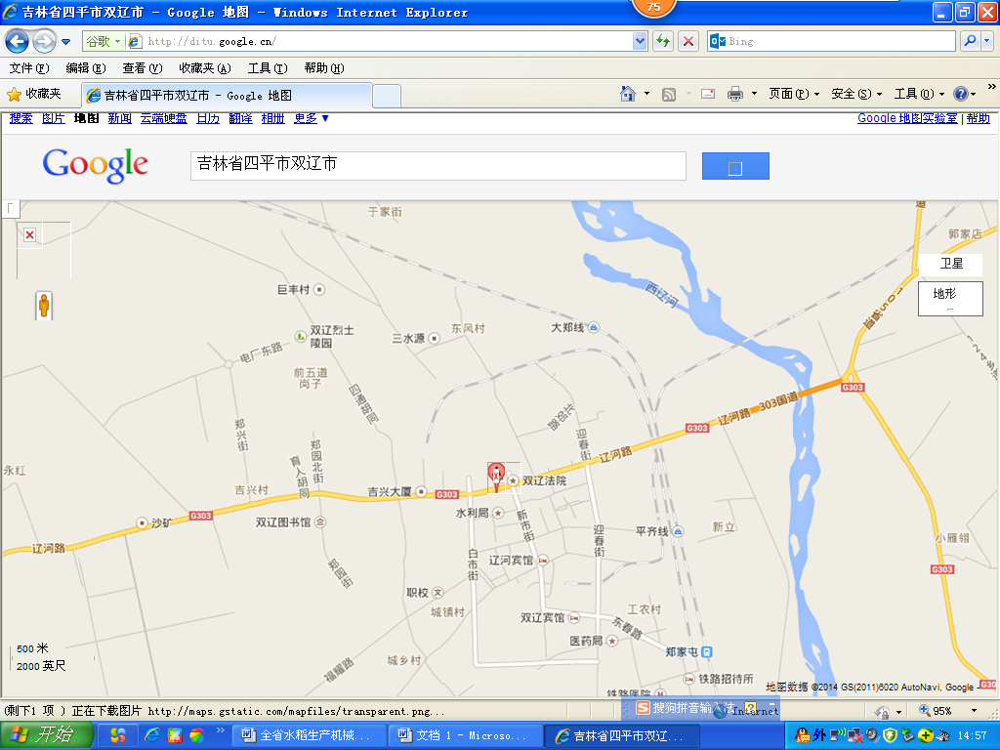 吉林省四平市双辽市 - Google 地图 - Windows Internet Explorer
75
谷歌
http://ditu.google.cn/
Bing
文件(F) 编辑(E) 查看(V) 收藏夹(A) 工具(T) 帮助(H)
收藏夹
吉林省四平市双辽市 - Google 地图
页面(P) 安全(S) 工具(O)
搜索 图片 地图 新闻 云端硬盘 日历 翻译 相册 更多▼
Google 地图实验室 | 帮助
Google
吉林省四平市双辽市
于家街
郭家店
卫星
地形
105省道
西辽河
巨丰村
双辽烈士
陵园
三水源
东风村
大郑线
电厂东路
前五道
岗子
四通胡同
G303
303国道
辽河路
G303
迎春街
辽河路
郑兴街
郑园北街
育人胡同
永红
吉兴村
吉兴大厦
G303
双辽法院
水利局
新市街
沙矿
G303
双辽图书馆
辽河路
平齐线
新立
迎春街
小雁翎
白市街
辽河宾馆
郑园街
G303
职校
城镇村
双辽宾馆
东春路
工农村
医药局
郑家屯
城乡村
福耀路
铁路招待所
铁路医院
500 米
2000 英尺
地图数据 ©2014 GS(2011)6020 AutoNavi, Google -
(剩下1 项 ) 正在下载图片 http://maps.gstatic.com/mapfiles/transparent.png...
搜狗拼音输入法
Internet
95%
开始
全省水稻生产机械...
文档 1 - Microso...
吉林省四平市双辽...
外
14:57